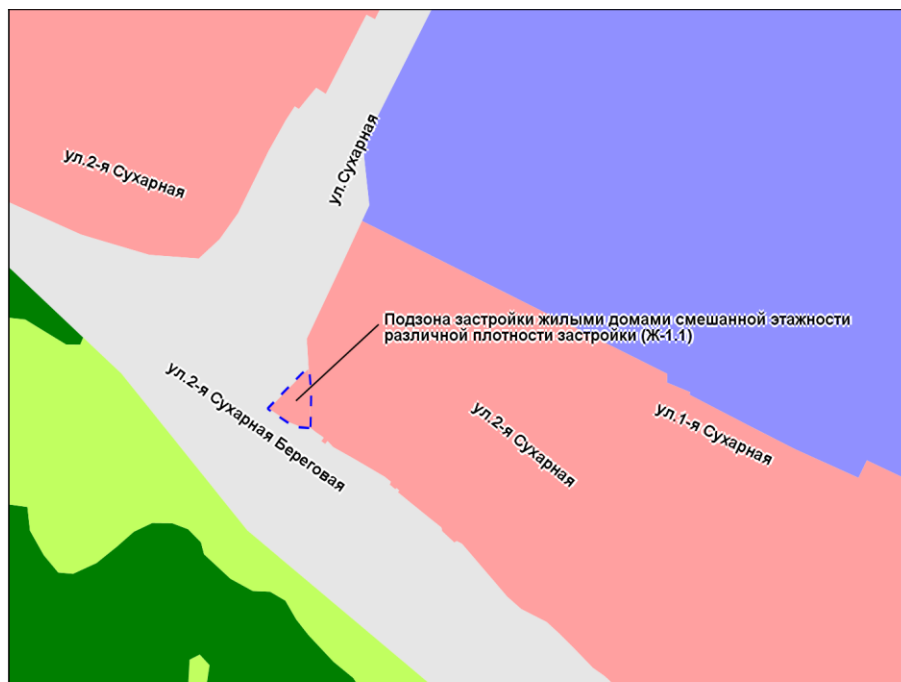 ул.Сухарная
ул.2-я Сухарная
Подзона застройки жилыми домами смешанной этажности
различной плотности застройки (Ж-1.1)
ул.2-я Сухарная Береговая
ул.2-я Сухарная
ул.1-я Сухарная